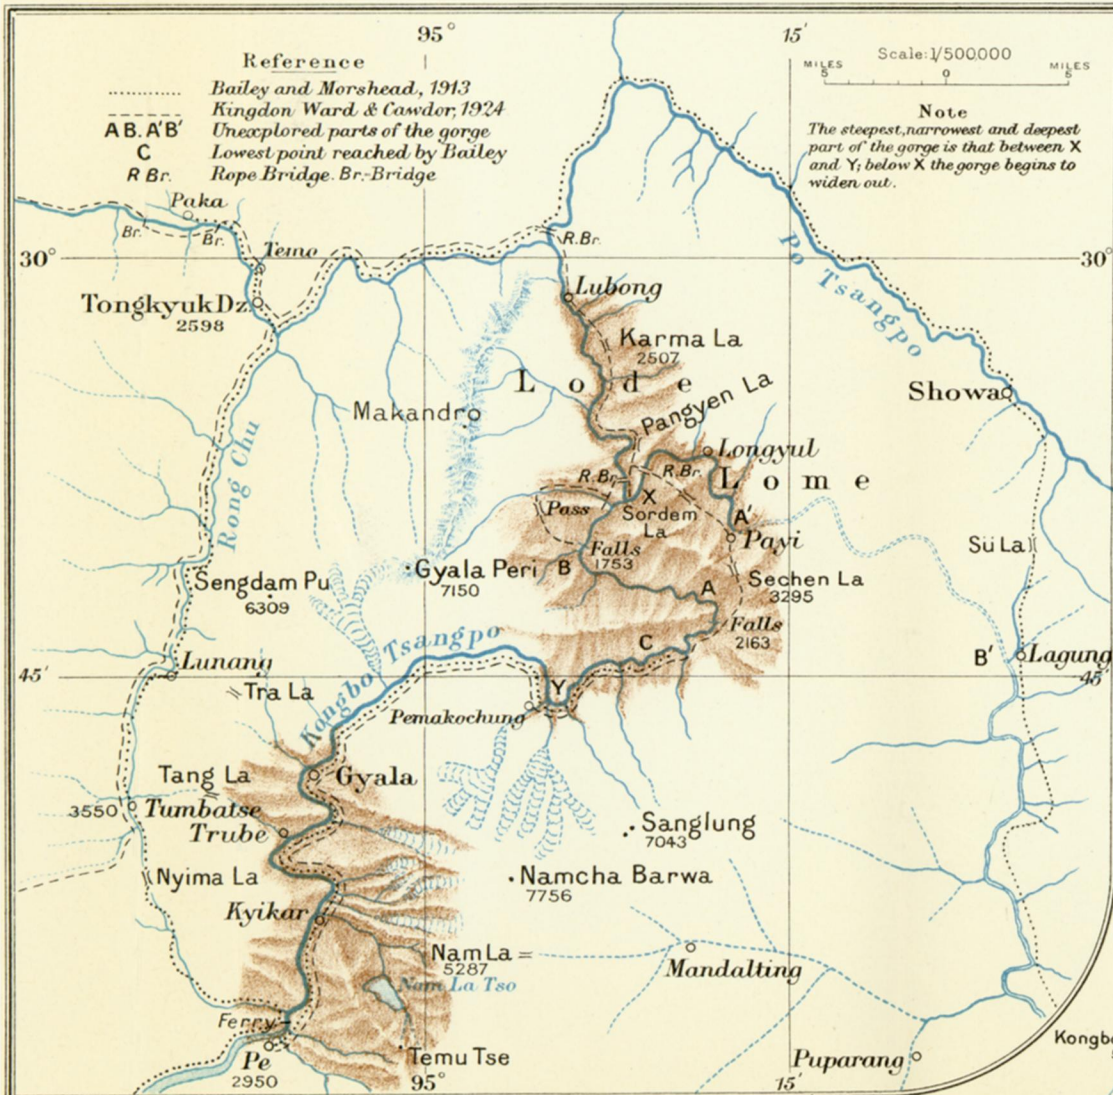 95°
15'
Reference
Bailey and Morshead, 1913
Kingdon Ward & Cawdor, 1924
A B. A'B' Unexplored parts of the gorge
C Lowest point reached by Bailey
R Br. Rope Bridge. Br.-Bridge
Scale: 1/500,000
MILES
5 0 5
MILES
Note
The steepest, narrowest and deepest
part of the gorge is that between X
and Y; below X the gorge begins to
widen out.
Paka
Br.
Br.
Temo
R.Br.
30°
30°
Po Tsangpo
Tongkyuk Dz.
2598
Lubong
Karma La
2507
Lode
Showa
Makandro
Pangyen La
Longyul
R.Br.
R.Br.
Lome
Rong Chu
Pass
X
Sordem
La
A'
Payi
Falls
1753
B
Sü La
Gyala Peri
7150
Sengdam Pu
6309
A
Sechen La
3295
Falls
2163
C
Kongbo Tsangpo
B'
Lagung
Lunang
45'
45'
Tra La
Y
Pemakochung
Tang La
Gyala
3550
Tumbatse
Trube
Sanglung
7043
Nyima La
Namcha Barwa
7756
Kyikar
Nam La
5287
Mandalting
Nam La Tso
Ferry
Pe
2950
Temu Tse
Puparang
Kongb
95°
15'